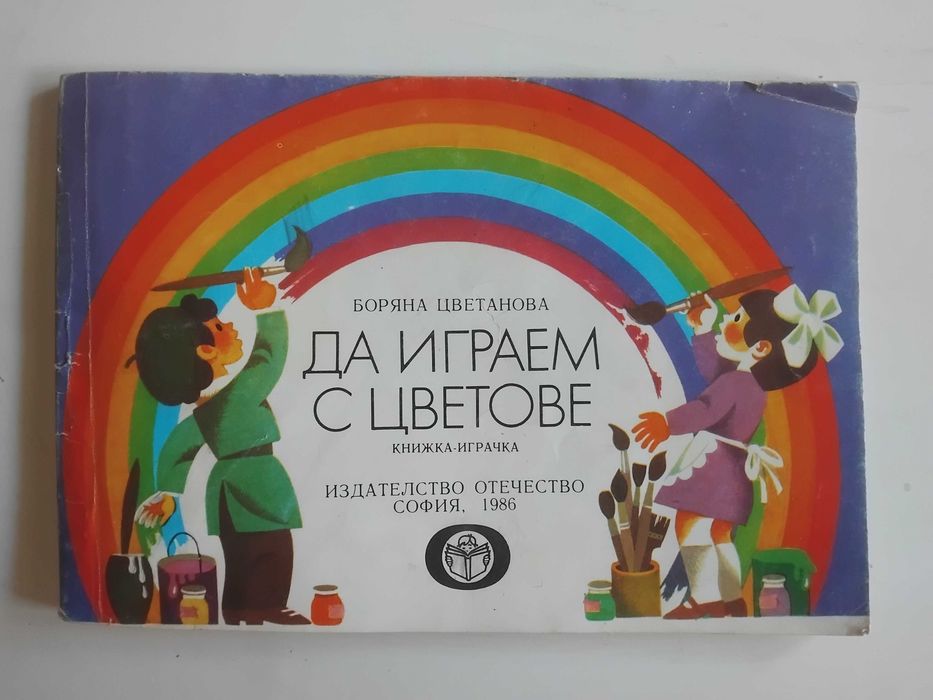 БОРЯНА ЦВЕТАНОВА
ДА ИГРАЕМ
С ЦВЕТОВЕ
КНИЖКА-ИГРАЧКА
ИЗДАТЕЛСТВО ОТЕЧЕСТВО
СОФИЯ, 1986